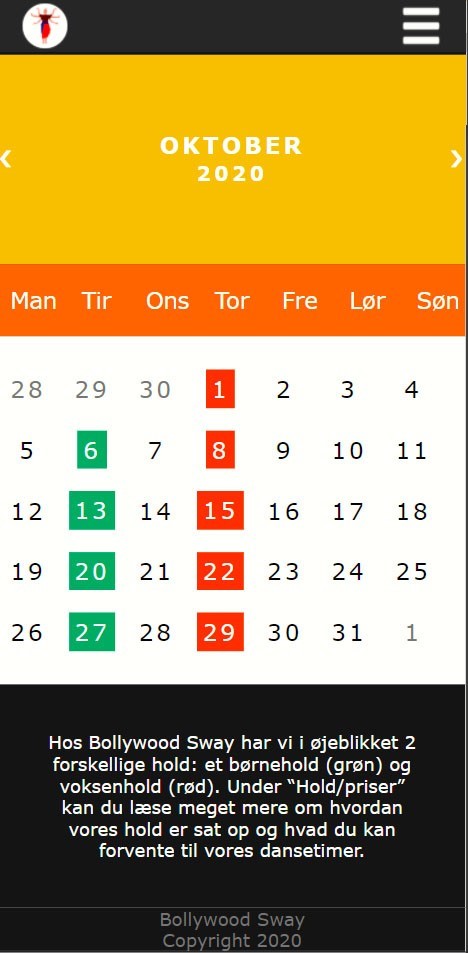 ‹ OKTOBER ›
2020
Man Tir Ons Tor Fre Lør Søn
28 29 30 1 2 3 4
5 6 7 8 9 10 11
12 13 14 15 16 17 18
19 20 21 22 23 24 25
26 27 28 29 30 31 1
Hos Bollywood Sway har vi i øjeblikket 2
forskellige hold: et børnehold (grøn) og
voksenhold (rød). Under “Hold/priser”
kan du læse meget mere om hvordan
vores hold er sat op og hvad du kan
forvente til vores dansetimer.
Bollywood Sway
Copyright 2020